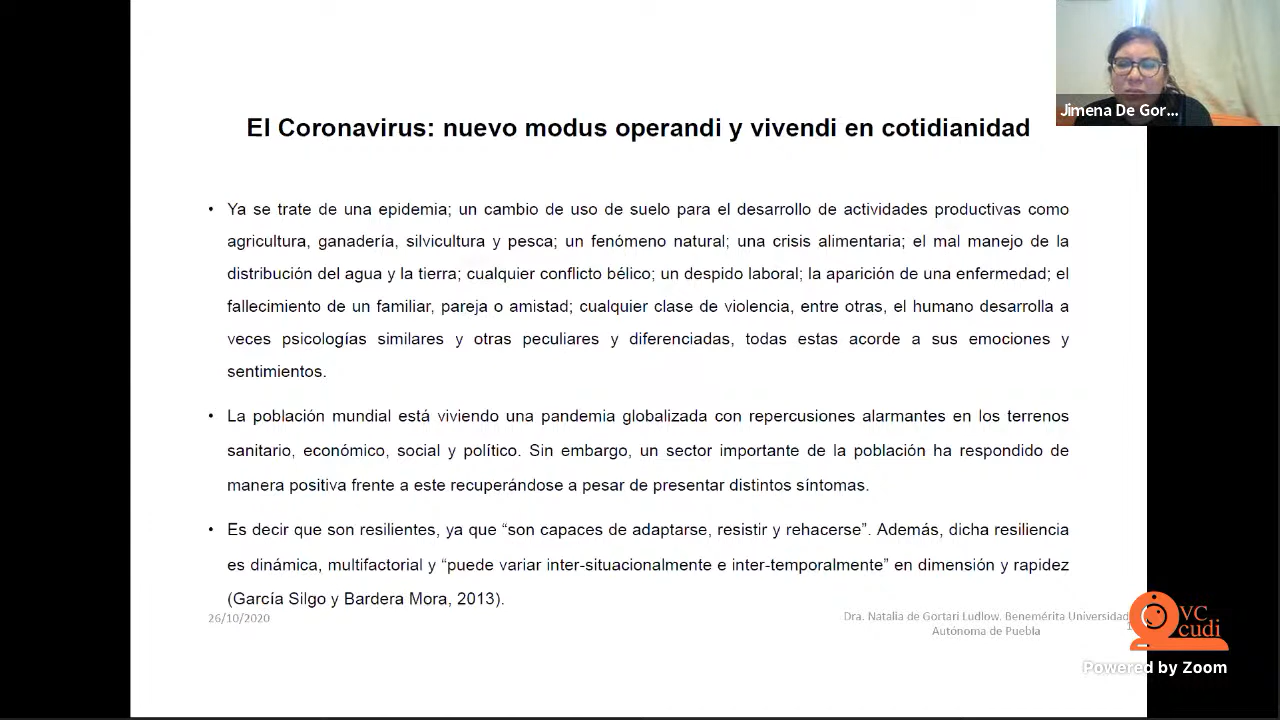 El Coronavirus: nuevo modus operandi y vivendi en cotidianidad
Jimena De Gor...
• Ya se trate de una epidemia; un cambio de uso de suelo para el desarrollo de actividades productivas como
agricultura, ganadería, silvicultura y pesca; un fenómeno natural; una crisis alimentaria; el mal manejo de la
distribución del agua y la tierra; cualquier conflicto bélico; un despido laboral; la aparición de una enfermedad; el
fallecimiento de un familiar, pareja o amistad; cualquier clase de violencia, entre otras, el humano desarrolla a
veces psicologías similares y otras peculiares y diferenciadas, todas estas acorde a sus emociones y
sentimientos.
• La población mundial está viviendo una pandemia globalizada con repercusiones alarmantes en los terrenos
sanitario, económico, social y político. Sin embargo, un sector importante de la población ha respondido de
manera positiva frente a este recuperándose a pesar de presentar distintos síntomas.
• Es decir que son resilientes, ya que “son capaces de adaptarse, resistir y rehacerse”. Además, dicha resiliencia
es dinámica, multifactorial y “puede variar inter-situacionalmente e inter-temporalmente” en dimensión y rapidez
(García Silgo y Bardera Mora, 2013).
26/10/2020
Dra. Natalia de Gortari Ludlow. Benemérita Universidad
Autónoma de Puebla
VC
cudi
Powered by Zoom